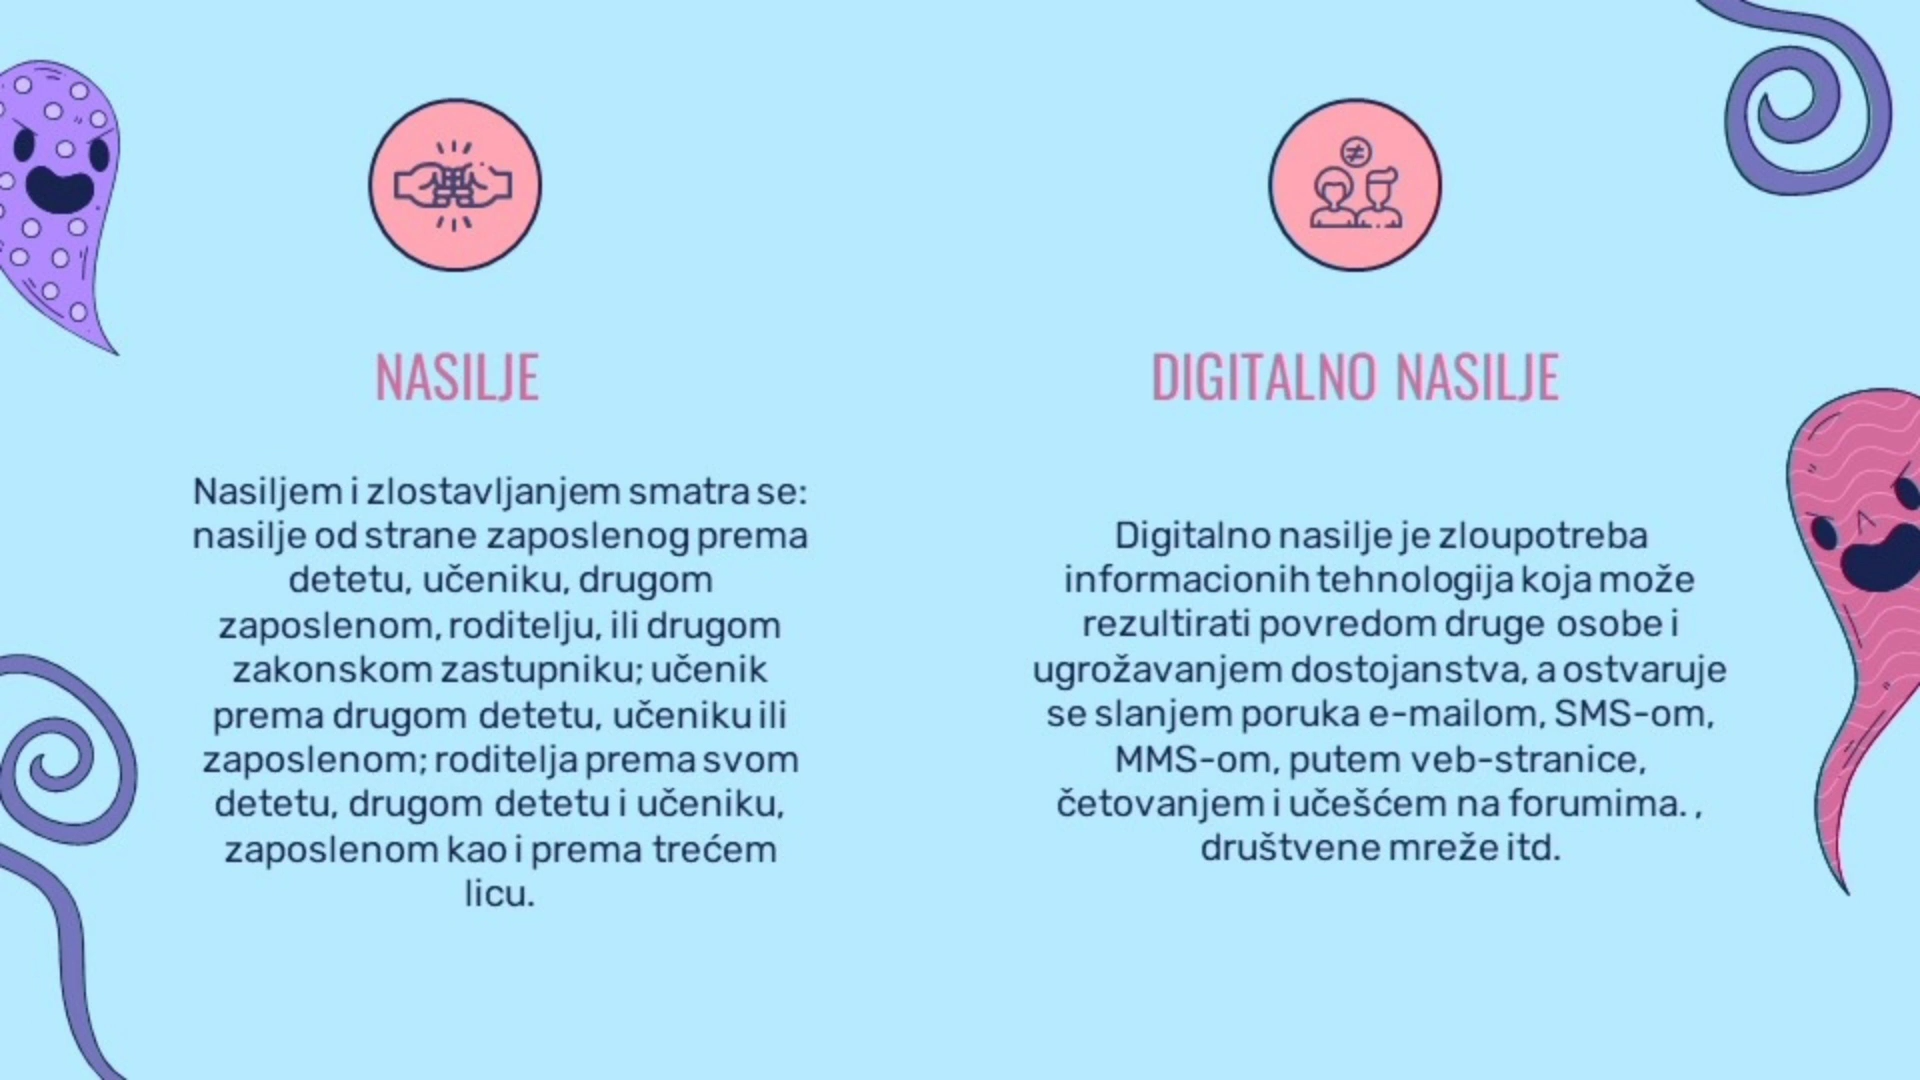 NASILJE
Nasiljem i zlostavljanjem smatra se:
nasilje od strane zaposlenog prema
detetu, učeniku, drugom
zaposlenom, roditelju, ili drugom
zakonskom zastupniku; učenik
prema drugom detetu, učeniku ili
zaposlenom; roditelja prema svom
detetu, drugom detetu i učeniku,
zaposlenom kao i prema trećem
licu.
DIGITALNO NASILJE
Digitalno nasilje je zloupotreba
informacionih tehnologija koja može
rezultirati povredom druge osobe i
ugrožavanjem dostojanstva, a ostvaruje
se slanjem poruka e-mailom, SMS-om,
MMS-om, putem veb-stranice,
četovanjem i učešćem na forumima. ,
društvene mreže itd.